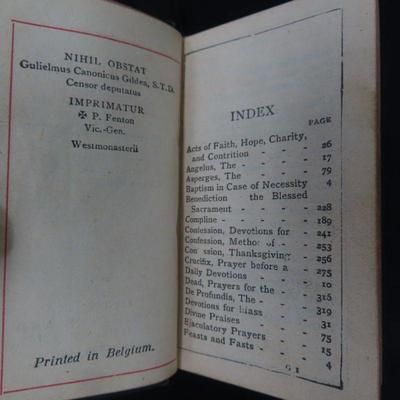 NIHIL OBSTAT
Gulielmus Canonicus Gildea, S.T.D.
Censor deputatus
IMPRIMATUR
✠ P. Fenton
Vic.-Gen.
Westmonasterii
Printed in Belgium.
INDEX
PAGE
Acts of Faith, Hope, Charity,
and Contrition - - - 26
Angelus, The - - - - 17
Asperges, The - - - - 79
Baptism in Case of Necessity 4
Benediction the Blessed
Sacrament - - - - 228
Compline - - - - - 189
Confession, Devotions for - 241
Confession, Method of - - 253
Confession, Thanksgiving - 256
Crucifix, Prayer before a - 275
Daily Devotions - - - 10
Dead, Prayers for the - - 316
De Profundis, The - - - 319
Devotions for Mass - - 31
Divine Praises - - - - 75
Ejaculatory Prayers - - 15
Feasts and Fasts - - - 4
G I